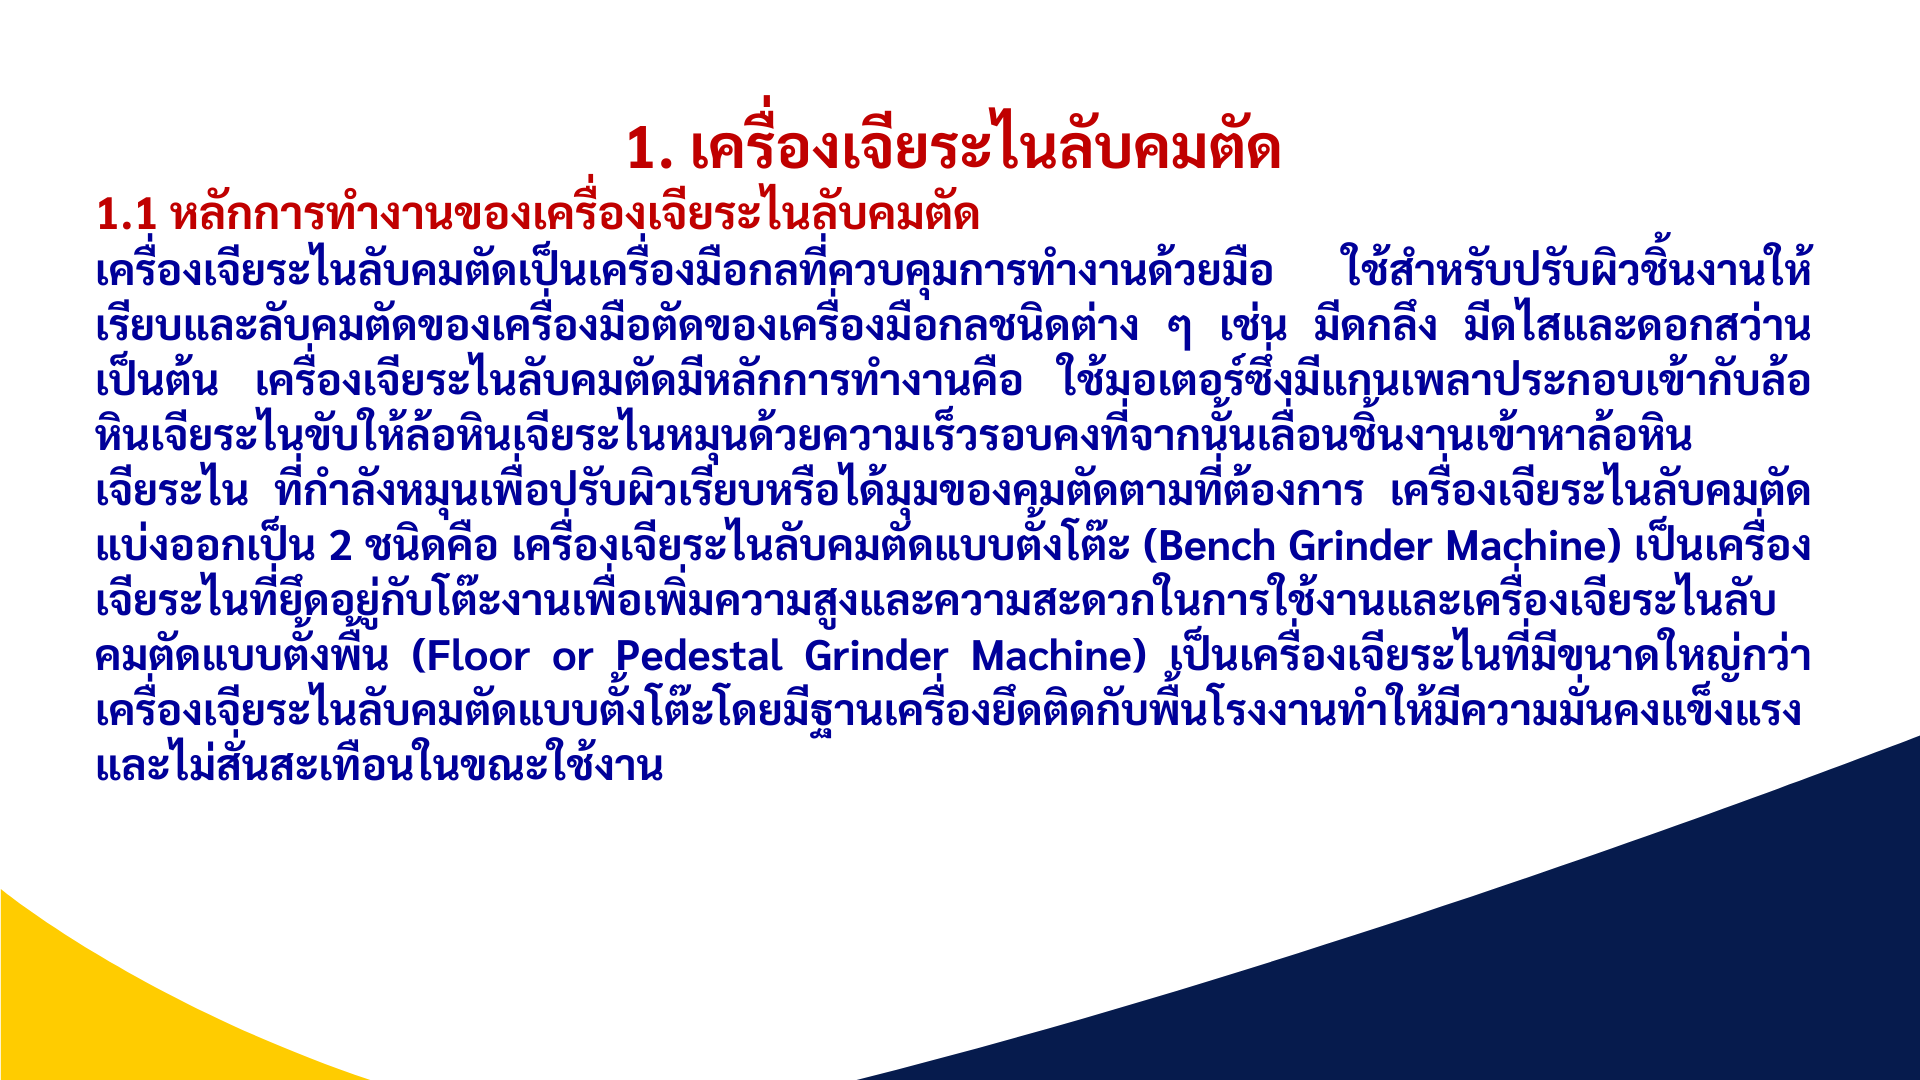 1. เครื่องเจียระไนลับคมตัด
1.1 หลักการทำงานของเครื่องเจียระไนลับคมตัด
เครื่องเจียระไนลับคมตัดเป็นเครื่องมือกลที่ควบคุมการทำงานด้วยมือ ใช้สำหรับปรับผิวชิ้นงานให้
เรียบและลับคมตัดของเครื่องมือตัดของเครื่องมือกลชนิดต่าง ๆ เช่น มีดกลึง มีดไสและดอกสว่าน
เป็นต้น เครื่องเจียระไนลับคมตัดมีหลักการทำงานคือ ใช้มอเตอร์ซึ่งมีแกนเพลาประกอบเข้ากับล้อ
หินเจียระไนขับให้ล้อหินเจียระไนหมุนด้วยความเร็วรอบคงที่จากนั้นเลื่อนชิ้นงานเข้าหาล้อหิน
เจียระไน ที่กำลังหมุนเพื่อปรับผิวเรียบหรือได้มุมของคมตัดตามที่ต้องการ เครื่องเจียระไนลับคมตัด
แบ่งออกเป็น 2 ชนิดคือ เครื่องเจียระไนลับคมตัดแบบตั้งโต๊ะ (Bench Grinder Machine) เป็นเครื่อง
เจียระไนที่ยึดอยู่กับโต๊ะงานเพื่อเพิ่มความสูงและความสะดวกในการใช้งานและเครื่องเจียระไนลับ
คมตัดแบบตั้งพื้น (Floor or Pedestal Grinder Machine) เป็นเครื่องเจียระไนที่มีขนาดใหญ่กว่า
เครื่องเจียระไนลับคมตัดแบบตั้งโต๊ะโดยมีฐานเครื่องยึดติดกับพื้นโรงงานทำให้มีความมั่นคงแข็งแรง
และไม่สั่นสะเทือนในขณะใช้งาน